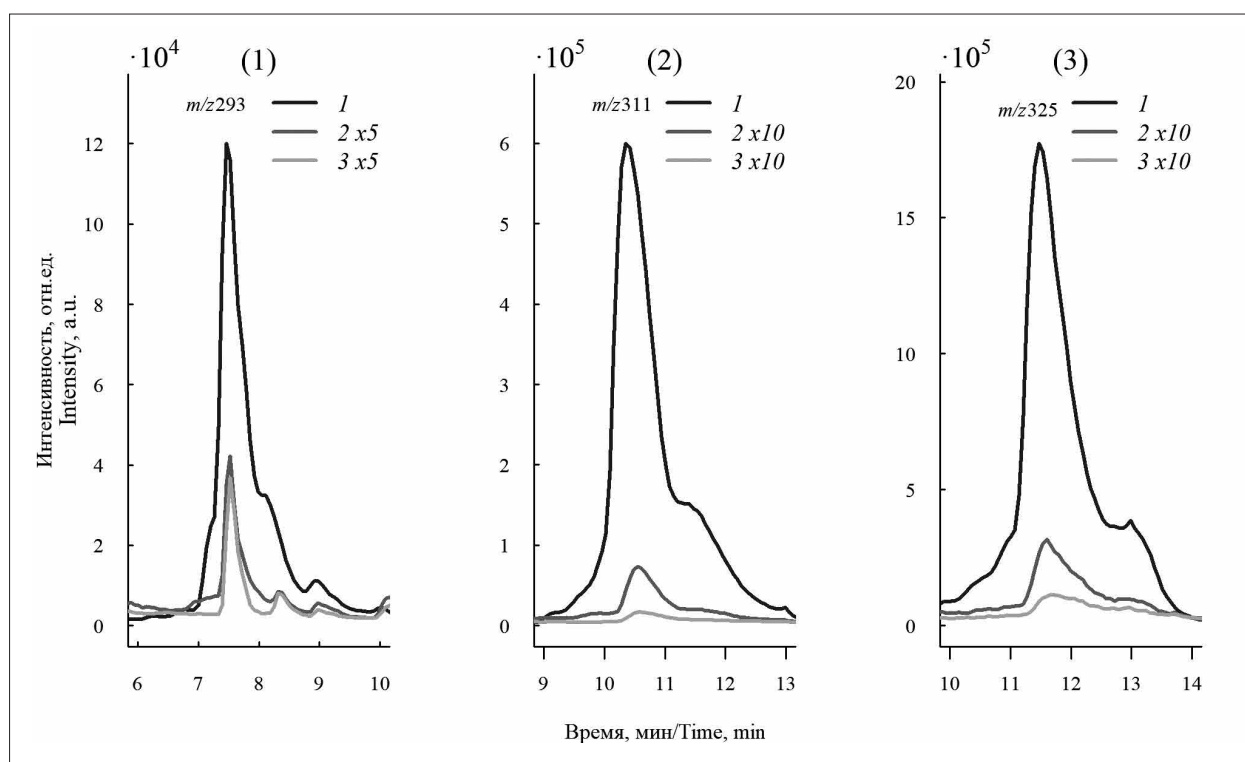 ·10⁴ (1)
m/z293 1
2 x5
3 x5
12
10
8
6
4
2
0
6 7 8 9 10
·10⁵ (2)
m/z311 1
2 x10
3 x10
6
5
4
3
2
1
0
9 10 11 12 13
·10⁵ (3)
m/z325 1
2 x10
3 x10
20
15
10
5
0
10 11 12 13 14
Интенсивность, отн.ед.
Intensity, a.u.
Время, мин/Time, min